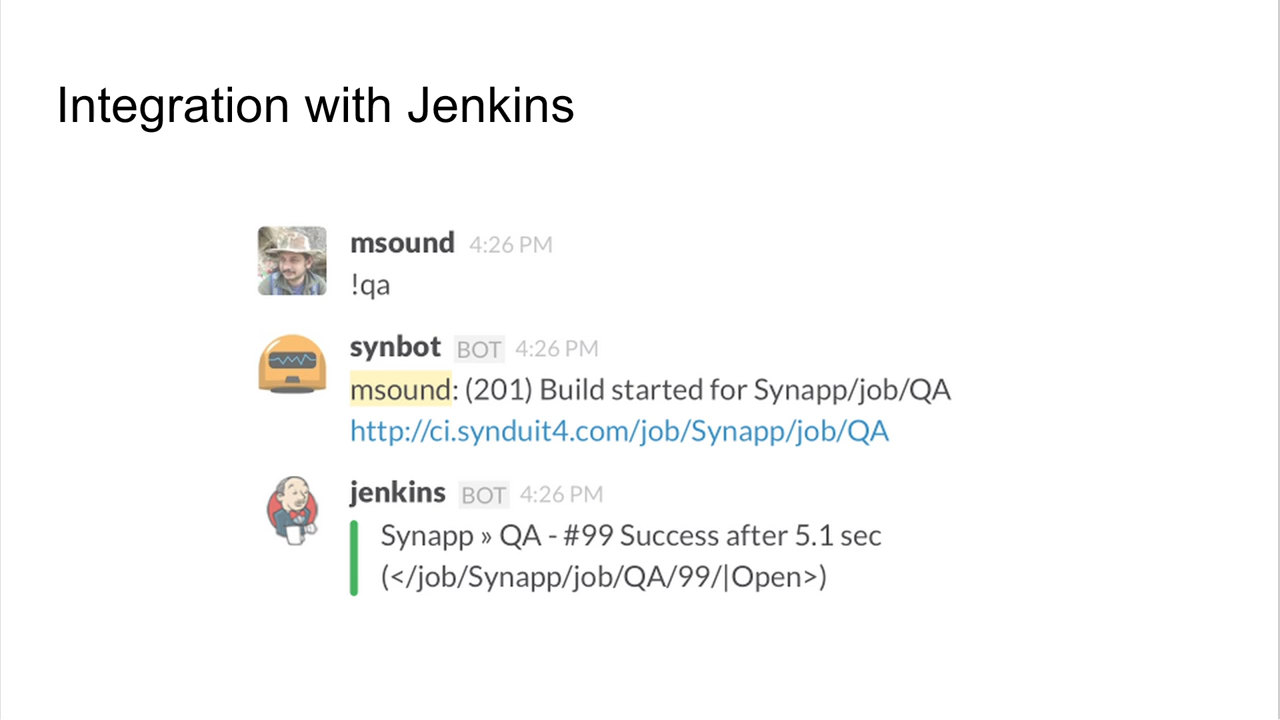 Integration with Jenkins
msound 4:26 PM
!qa
synbot BOT 4:26 PM
msound: (201) Build started for Synapp/job/QA
http://ci.synduit4.com/job/Synapp/job/QA
jenkins BOT 4:26 PM
Synapp » QA - #99 Success after 5.1 sec
(</job/Synapp/job/QA/99/|Open>)